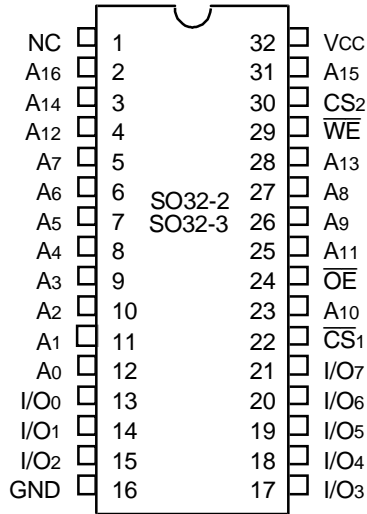 NC 1 32 VCC
A16 2 31 A15
A14 3 30 CS2
A12 4 29 W̅E̅
A7 5 28 A13
A6 6 27 A8
SO32-2
A5 7 26 A9
SO32-3
A4 8 25 A11
A3 9 24 O̅E̅
A2 10 23 A10
A1 11 22 C̅S̅1
A0 12 21 I/O7
I/O0 13 20 I/O6
I/O1 14 19 I/O5
I/O2 15 18 I/O4
GND 16 17 I/O3